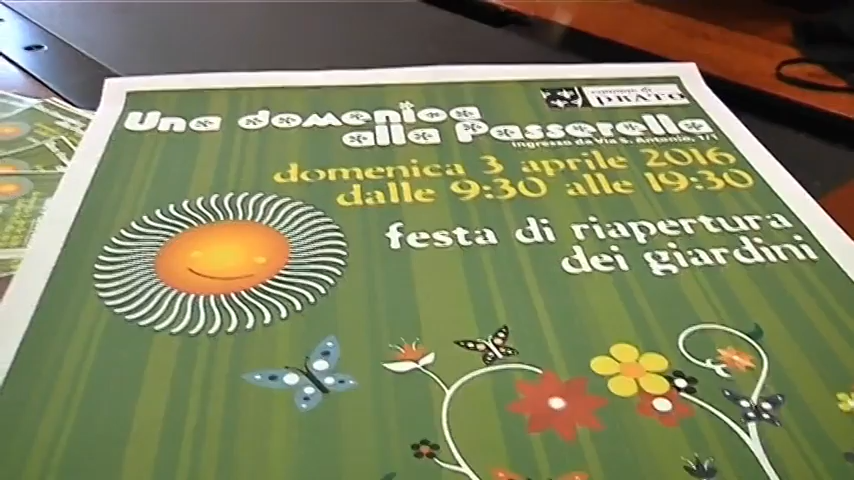 Una domenica
alla Passerella
comune di
PRATO
ingresso da Via S. Antonio, 1/1
domenica 3 aprile 2016
dalle 9:30 alle 19:30
festa di riapertura
dei giardini